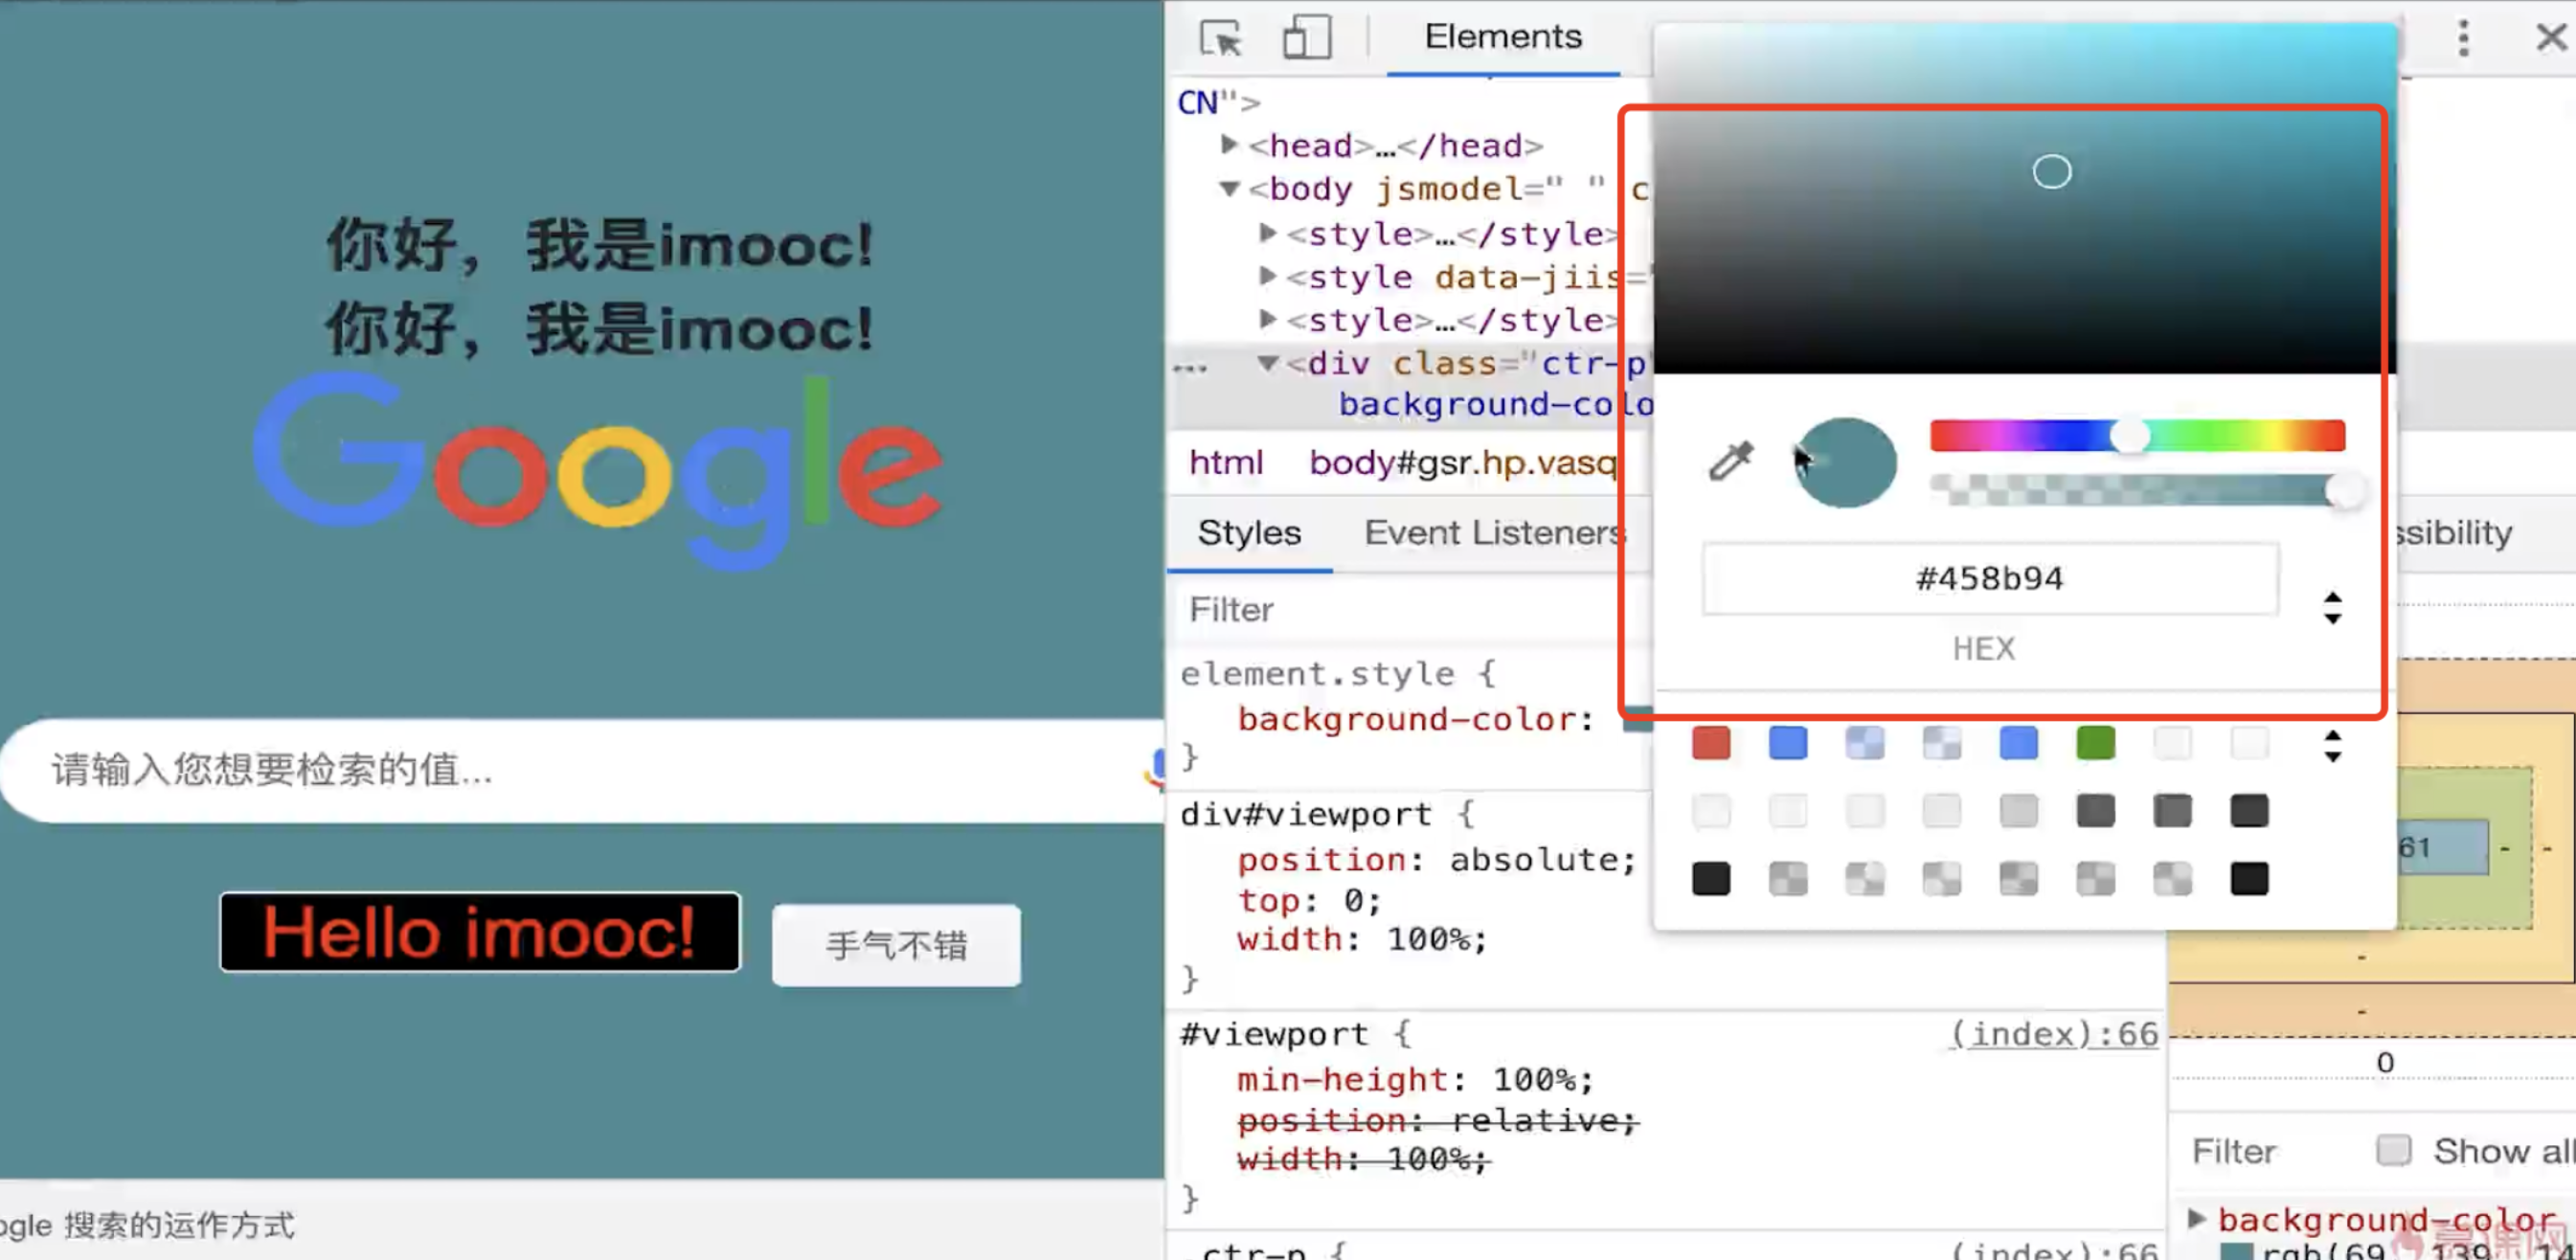 你好，我是imooc!
你好，我是imooc!
Google
请输入您想要检索的值...
Hello imooc!
手气不错
ogle 搜索的运作方式
Elements
CN">
<head>…</head>
<body jsmodel=" " c
<style>…</style>
<style data-jiis="
<style>…</style>
<div class="ctr-p"
background-colo
html body#gsr.hp.vasq
Styles Event Listeners ssibility
Filter
element.style {
background-color:
}
div#viewport {
position: absolute;
top: 0;
width: 100%;
}
#viewport { (index):66
min-height: 100%;
position: relative;
width: 100%;
}
.ctr-p { (index):66
#458b94
HEX
61
-
-
-
-
0
Filter Show all
background-color
rgb(69, 139, 14
慕课网